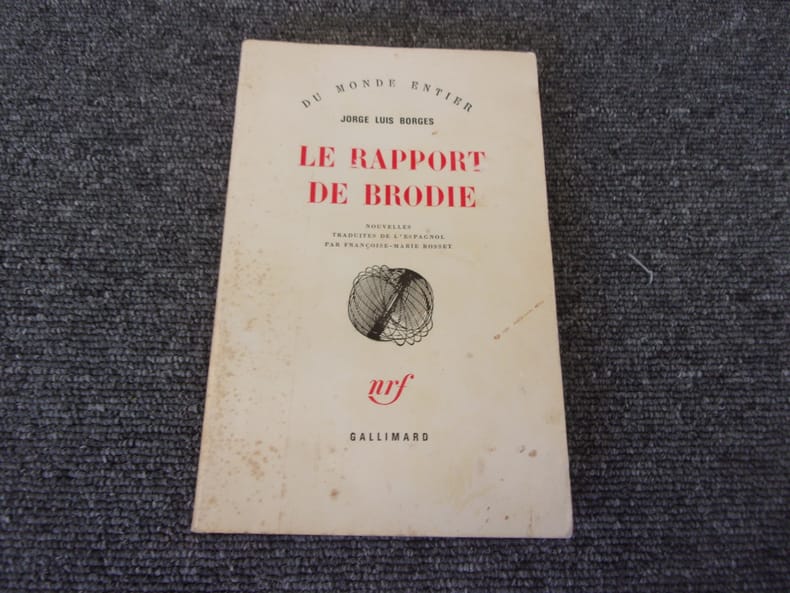 DU MONDE ENTIER
JORGE LUIS BORGES
LE RAPPORT
DE BRODIE
NOUVELLES
TRADUITES DE L'ESPAGNOL
PAR FRANÇOISE-MARIE ROSSET
nrf
GALLIMARD